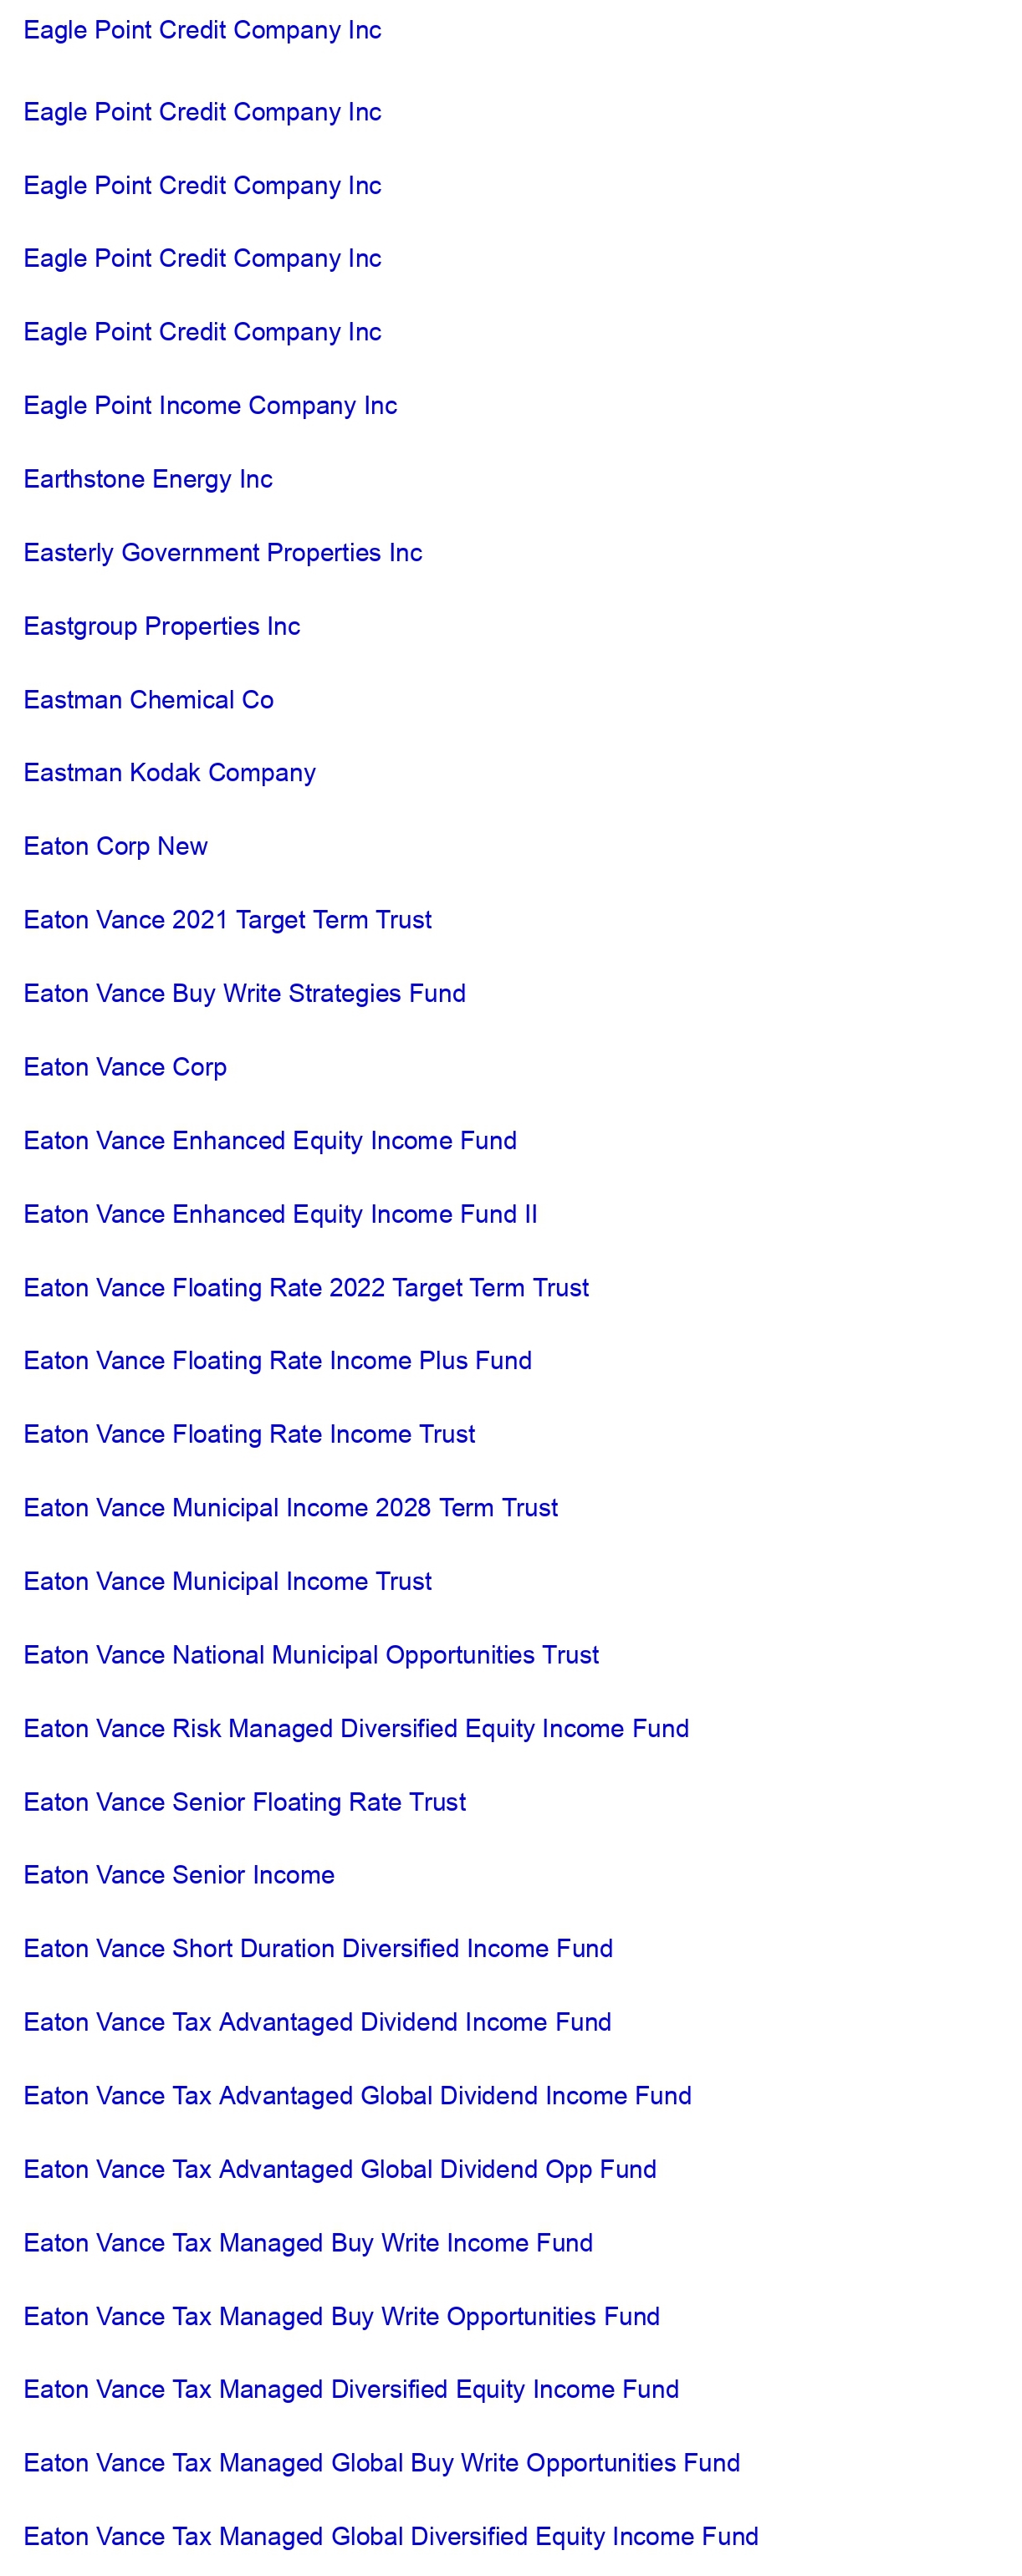 Eagle Point Credit Company Inc
Eagle Point Credit Company Inc
Eagle Point Credit Company Inc
Eagle Point Credit Company Inc
Eagle Point Credit Company Inc
Eagle Point Income Company Inc
Earthstone Energy Inc
Easterly Government Properties Inc
Eastgroup Properties Inc
Eastman Chemical Co
Eastman Kodak Company
Eaton Corp New
Eaton Vance 2021 Target Term Trust
Eaton Vance Buy Write Strategies Fund
Eaton Vance Corp
Eaton Vance Enhanced Equity Income Fund
Eaton Vance Enhanced Equity Income Fund II
Eaton Vance Floating Rate 2022 Target Term Trust
Eaton Vance Floating Rate Income Plus Fund
Eaton Vance Floating Rate Income Trust
Eaton Vance Municipal Income 2028 Term Trust
Eaton Vance Municipal Income Trust
Eaton Vance National Municipal Opportunities Trust
Eaton Vance Risk Managed Diversified Equity Income Fund
Eaton Vance Senior Floating Rate Trust
Eaton Vance Senior Income
Eaton Vance Short Duration Diversified Income Fund
Eaton Vance Tax Advantaged Dividend Income Fund
Eaton Vance Tax Advantaged Global Dividend Income Fund
Eaton Vance Tax Advantaged Global Dividend Opp Fund
Eaton Vance Tax Managed Buy Write Income Fund
Eaton Vance Tax Managed Buy Write Opportunities Fund
Eaton Vance Tax Managed Diversified Equity Income Fund
Eaton Vance Tax Managed Global Buy Write Opportunities Fund
Eaton Vance Tax Managed Global Diversified Equity Income Fund